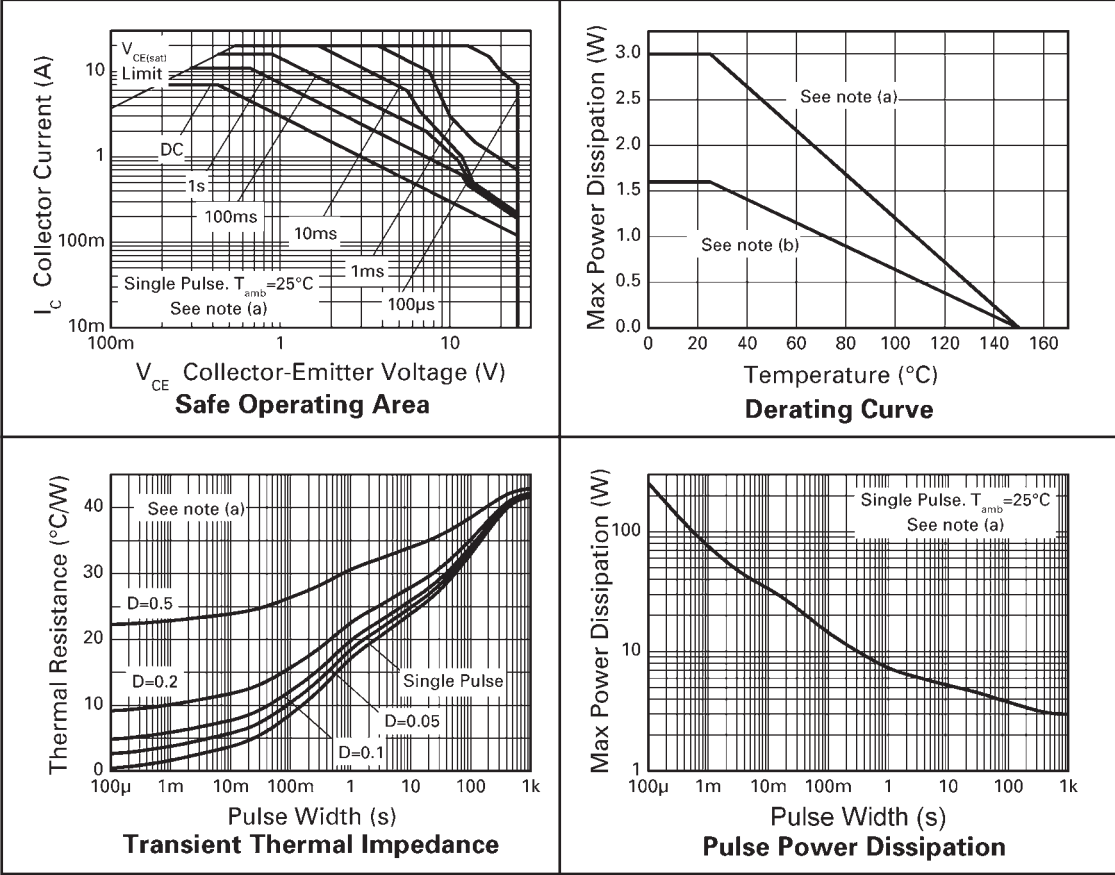 I_C Collector Current (A)
V_CE(sat)
Limit
10
1
100m
10m
DC
1s
100ms
10ms
1ms
100µs
Single Pulse. T_amb=25°C
See note (a)
100m 1 10
V_CE Collector-Emitter Voltage (V)
Safe Operating Area
Max Power Dissipation (W)
3.0
2.5
2.0
1.5
1.0
0.5
0.0
See note (a)
See note (b)
0 20 40 60 80 100 120 140 160
Temperature (°C)
Derating Curve
Thermal Resistance (°C/W)
40
30
20
10
0
See note (a)
D=0.5
D=0.2
Single Pulse
D=0.05
D=0.1
100µ 1m 10m 100m 1 10 100 1k
Pulse Width (s)
Transient Thermal Impedance
Max Power Dissipation (W)
100
10
1
Single Pulse. T_amb=25°C
See note (a)
100µ 1m 10m 100m 1 10 100 1k
Pulse Width (s)
Pulse Power Dissipation